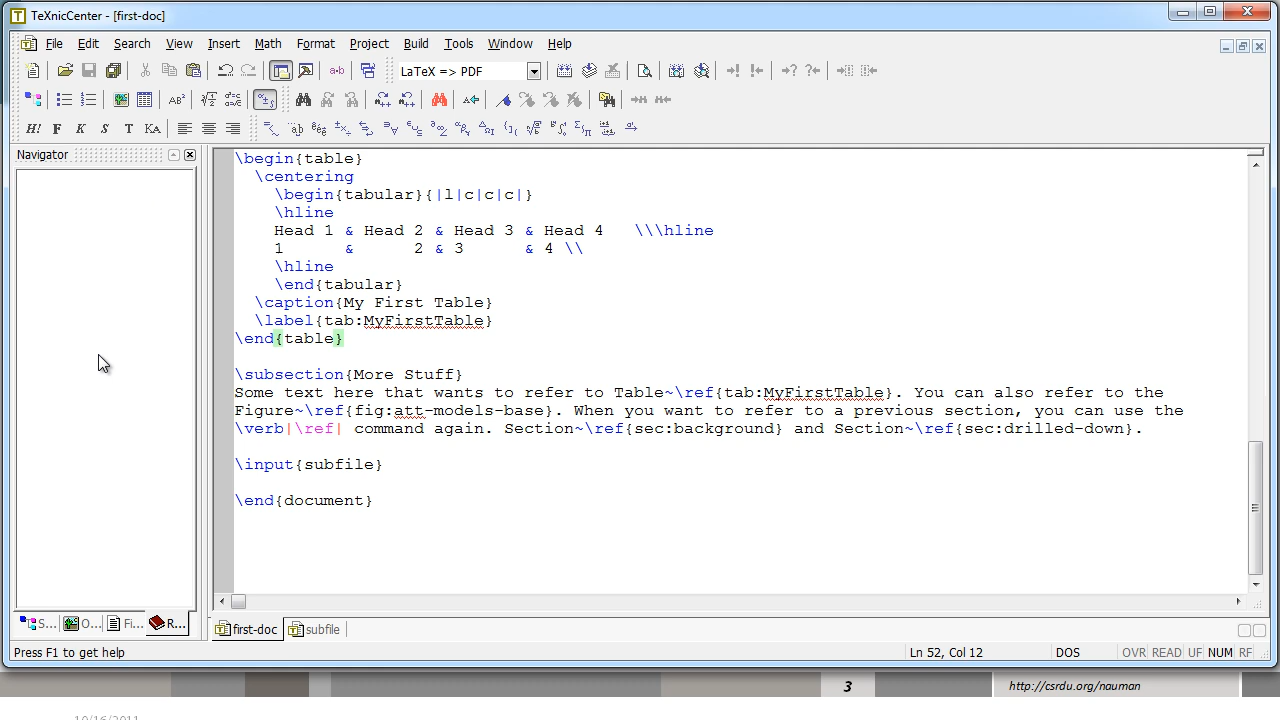 TeXnicCenter - [first-doc]
File Edit Search View Insert Math Format Project Build Tools Window Help
LaTeX => PDF
Navigator
\begin{table}
\centering
\begin{tabular}{|l|c|c|c|}
\hline
Head 1 & Head 2 & Head 3 & Head 4 \\\hline
1 & 2 & 3 & 4 \\
\hline
\end{tabular}
\caption{My First Table}
\label{tab:MyFirstTable}
\end{table}
\subsection{More Stuff}
Some text here that wants to refer to Table~\ref{tab:MyFirstTable}. You can also refer to the
Figure~\ref{fig:att-models-base}. When you want to refer to a previous section, you can use the
\verb|\ref| command again. Section~\ref{sec:background} and Section~\ref{sec:drilled-down}.
\input{subfile}
\end{document}
S... O... Fi... R...
first-doc subfile
Press F1 to get help Ln 52, Col 12 DOS OVR READ UF NUM RF
3 http://csrdu.org/nauman
10/16/2011